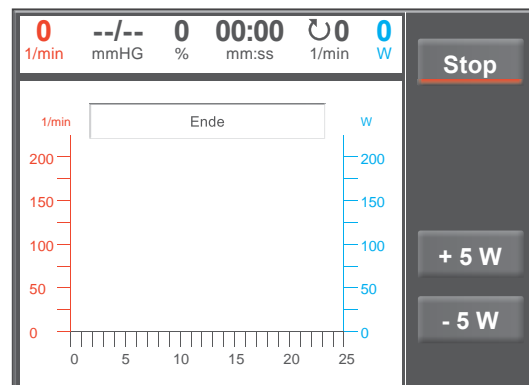 0 --/-- 0 00:00 ↻0 0
1/min mmHG % mm:ss 1/min W
Stop
1/min Ende W
200 200
150 150
100 100
+ 5 W
50 50
- 5 W
0 0
0 5 10 15 20 25